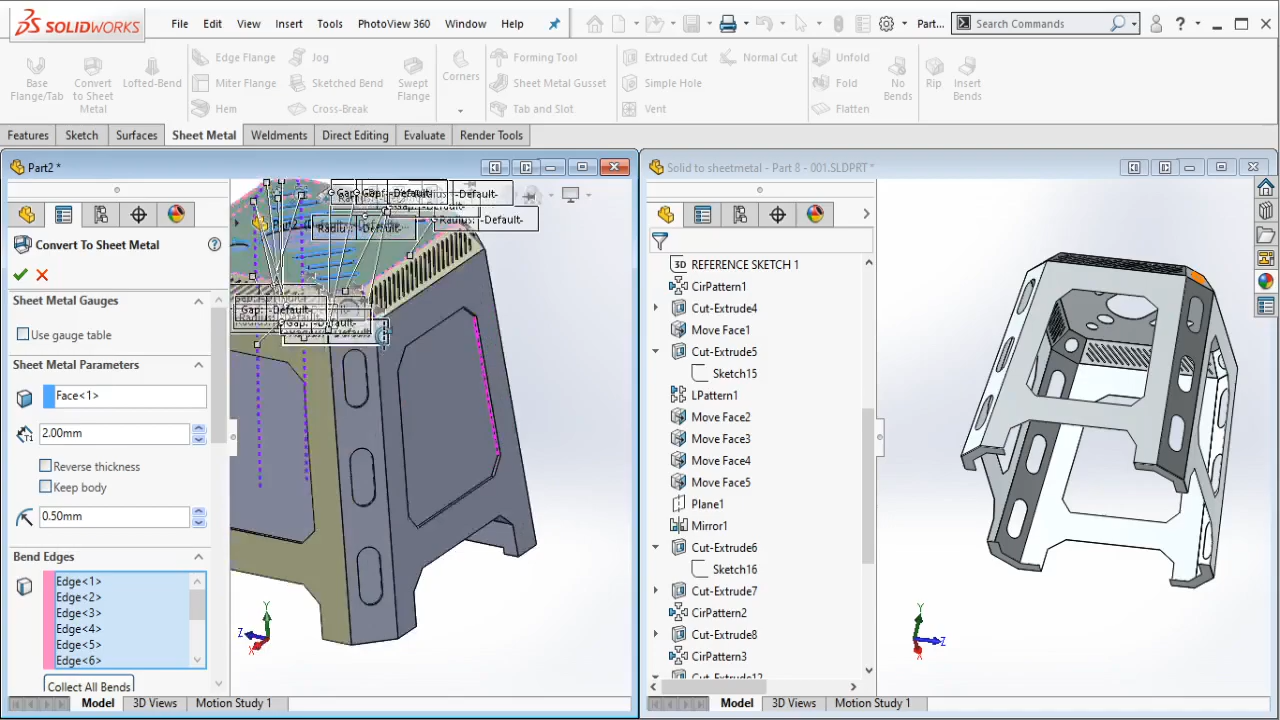 SOLIDWORKS File Edit View Insert Tools PhotoView 360 Window Help Part... Search Commands ?
Base Flange/Tab
Convert to Sheet Metal
Lofted-Bend
Edge Flange
Miter Flange
Hem
Jog
Sketched Bend
Cross-Break
Swept Flange
Corners
Forming Tool
Sheet Metal Gusset
Tab and Slot
Extruded Cut
Simple Hole
Vent
Normal Cut
Unfold
Fold
Flatten
No Bends
Rip
Insert Bends
Features Sketch Surfaces Sheet Metal Weldments Direct Editing Evaluate Render Tools
Part2 *
Convert To Sheet Metal
Sheet Metal Gauges
Use gauge table
Sheet Metal Parameters
Face<1>
2.00mm
Reverse thickness
Keep body
0.50mm
Bend Edges
Edge<1>
Edge<2>
Edge<3>
Edge<4>
Edge<5>
Edge<6>
Collect All Bends
-Default-
-Default-
-Default-
Z Y X
Model 3D Views Motion Study 1
Solid to sheetmetal - Part 8 - 001.SLDPRT *
3D REFERENCE SKETCH 1
CirPattern1
Cut-Extrude4
Move Face1
Cut-Extrude5
Sketch15
LPattern1
Move Face2
Move Face3
Move Face4
Move Face5
Plane1
Mirror1
Cut-Extrude6
Sketch16
Cut-Extrude7
CirPattern2
Cut-Extrude8
CirPattern3
Cut-Extrude12
Y Z X
Model 3D Views Motion Study 1